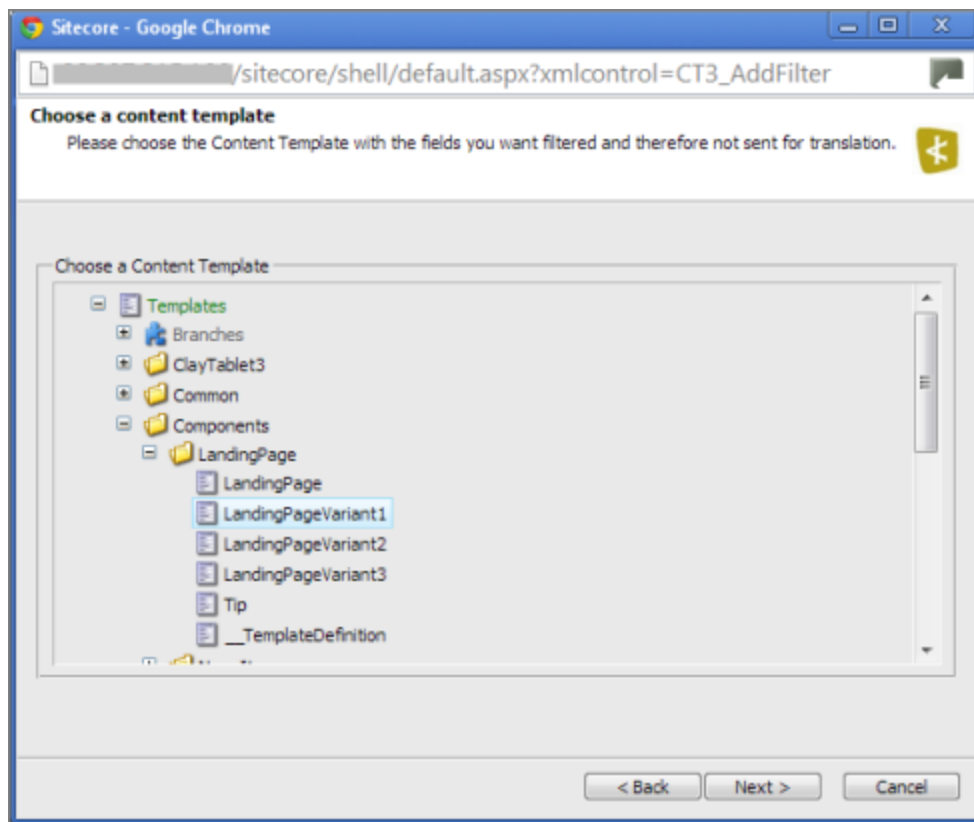 Sitecore - Google Chrome
/sitecore/shell/default.aspx?xmlcontrol=CT3_AddFilter
Choose a content template
Please choose the Content Template with the fields you want filtered and therefore not sent for translation.
Choose a Content Template
Templates
Branches
ClayTablet3
Common
Components
LandingPage
LandingPage
LandingPageVariant1
LandingPageVariant2
LandingPageVariant3
Tip
__TemplateDefinition
< Back Next > Cancel